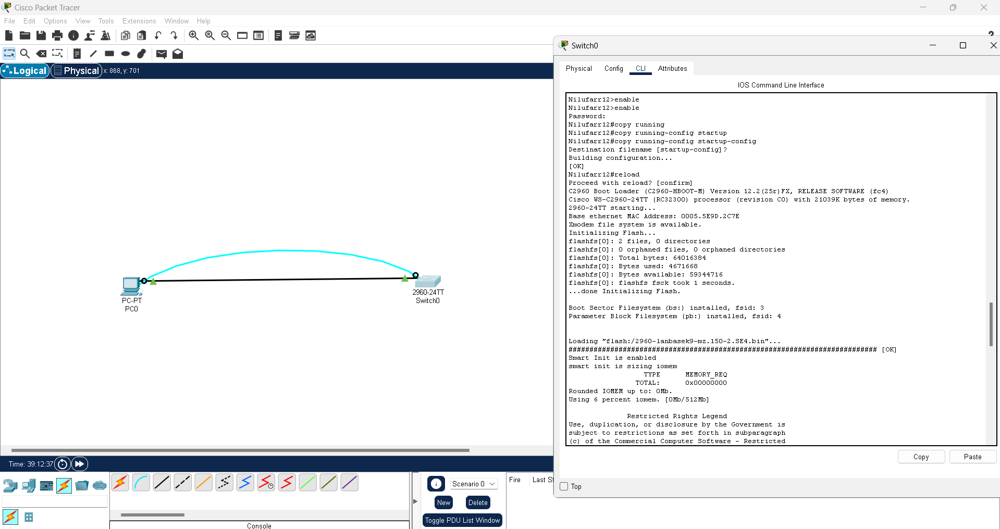 Cisco Packet Tracer
File Edit Options View Tools Extensions Window Help
Logical Physical x: 868, y: 701
PC-PT
PC0
2960-24TT
Switch0
Time: 39:12:37
Console
Scenario 0
New Delete
Toggle PDU List Window
Fire Last St
?
Switch0
Physical Config CLI Attributes
IOS Command Line Interface
Nilufarr12>enable
Nilufarr12>enable
Password:
Nilufarr12#copy running
Nilufarr12#copy running-config startup
Nilufarr12#copy running-config startup-config
Destination filename [startup-config]?
Building configuration...
[OK]
Nilufarr12#reload
Proceed with reload? [confirm]
C2960 Boot Loader (C2960-HBOOT-M) Version 12.2(25r)FX, RELEASE SOFTWARE (fc4)
Cisco WS-C2960-24TT (RC32300) processor (revision C0) with 21039K bytes of memory.
2960-24TT starting...
Base ethernet MAC Address: 0005.5E9D.2C7E
Xmodem file system is available.
Initializing Flash...
flashfs[0]: 2 files, 0 directories
flashfs[0]: 0 orphaned files, 0 orphaned directories
flashfs[0]: Total bytes: 64016384
flashfs[0]: Bytes used: 4671668
flashfs[0]: Bytes available: 59344716
flashfs[0]: flashfs fsck took 1 seconds.
...done Initializing Flash.
Boot Sector Filesystem (bs:) installed, fsid: 3
Parameter Block Filesystem (pb:) installed, fsid: 4
Loading "flash:/2960-lanbasek9-mz.150-2.SE4.bin"...
########################################################################## [OK]
Smart Init is enabled
smart init is sizing iomem
TYPE MEMORY_REQ
TOTAL: 0x00000000
Rounded IOMEM up to: 0Mb.
Using 6 percent iomem. [0Mb/512Mb]
Restricted Rights Legend
Use, duplication, or disclosure by the Government is
subject to restrictions as set forth in subparagraph
(c) of the Commercial Computer Software - Restricted
Copy Paste
Top